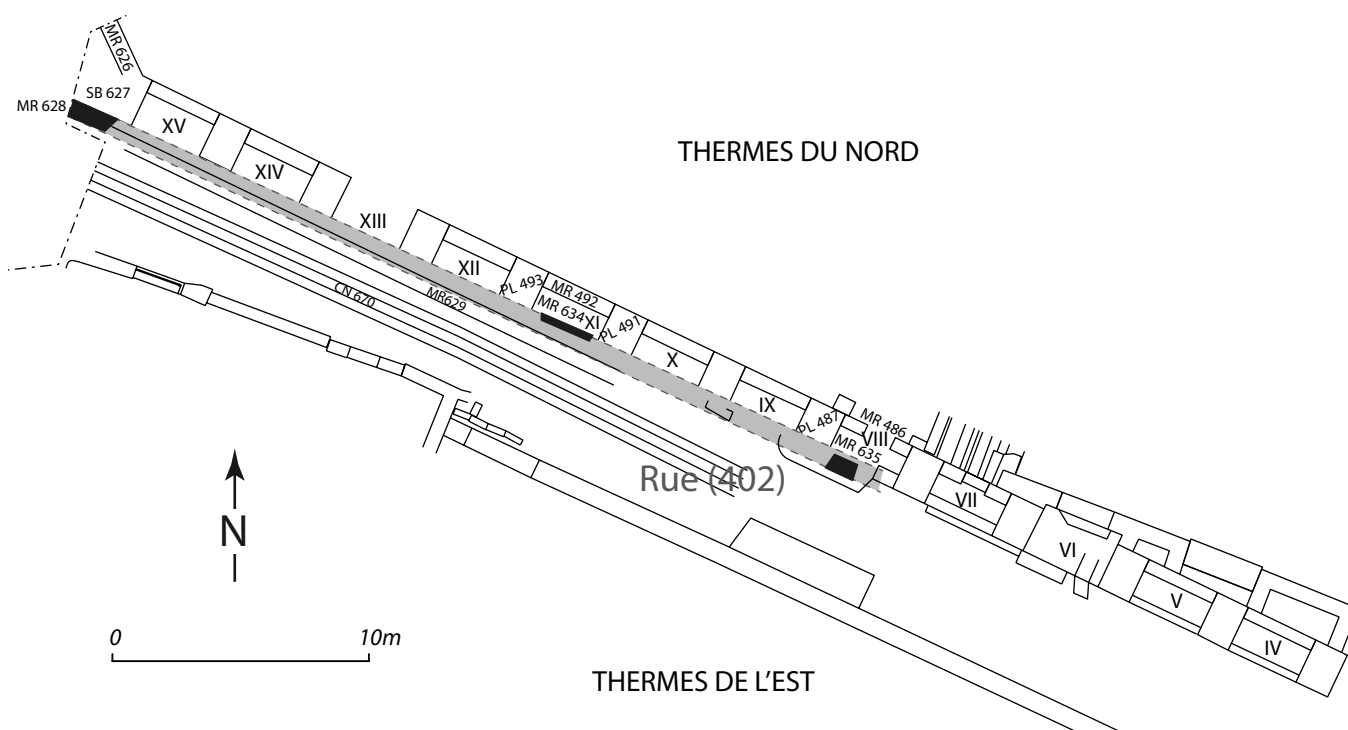 MR 626
SB 627
MR 628
XV
THERMES DU NORD
XIV
XIII
XII
PL 493
MR 492
MR 634
XI
PL 491
CN 670
MR629
X
IX
PL 487
MR 486
VIII
MR 635
Rue (402)
VII
N
VI
V
IV
0 10m
THERMES DE L'EST